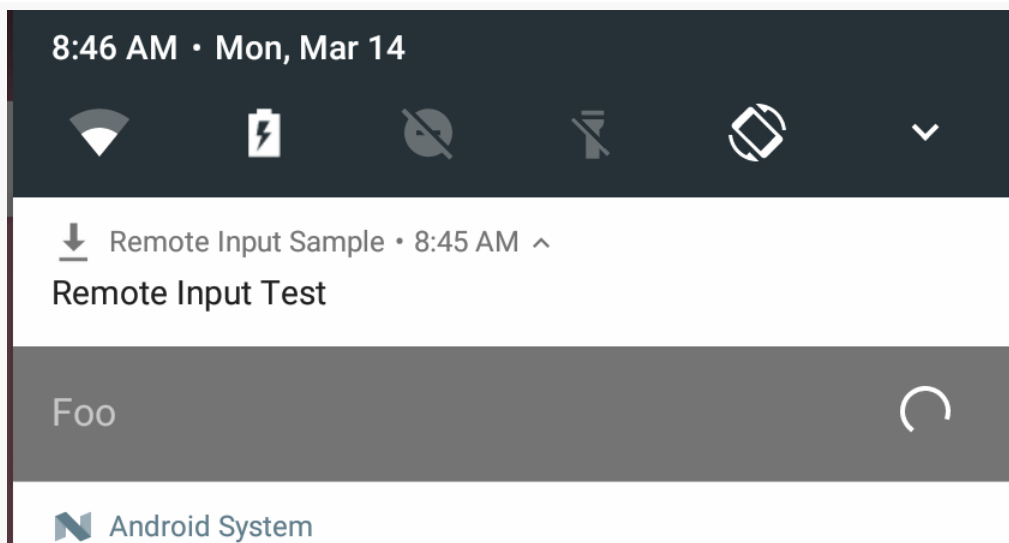 8:46 AM • Mon, Mar 14
Remote Input Sample • 8:45 AM
Remote Input Test
Foo
Android System